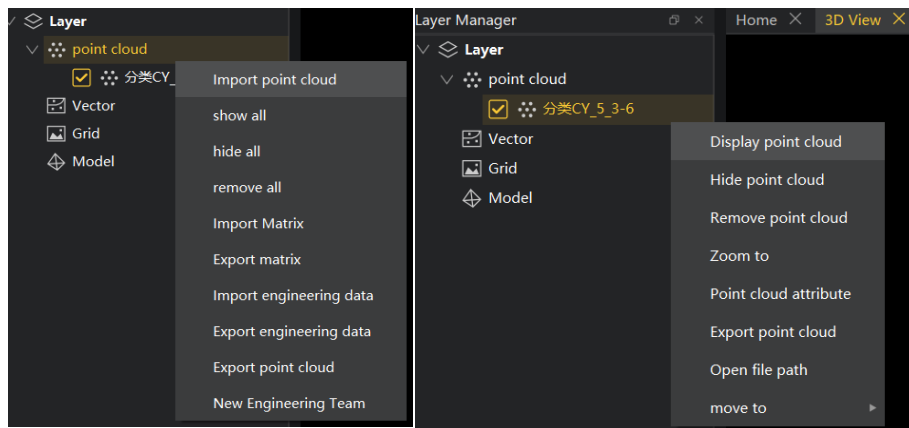 Layer
point cloud
分类CY_
Vector
Grid
Model
Import point cloud
show all
hide all
remove all
Import Matrix
Export matrix
Import engineering data
Export engineering data
Export point cloud
New Engineering Team
Layer Manager
Home
3D View
Layer
point cloud
分类CY_5_3-6
Vector
Grid
Model
Display point cloud
Hide point cloud
Remove point cloud
Zoom to
Point cloud attribute
Export point cloud
Open file path
move to